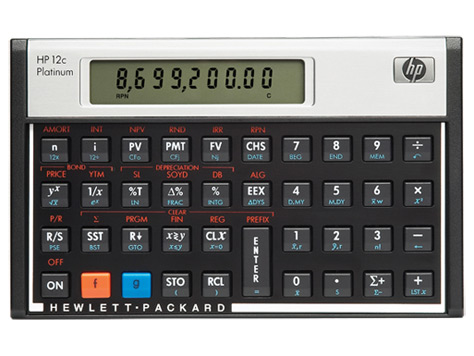 HP 12c
Platinum
8,699,200.00
RPN C
hp
AMORT INT NPV RND IRR RPN
n i PV PMT FV CHS 7 8 9 ÷
12x 12÷ CFo CFj Nj DATE BEG END MEM
BOND DEPRECIATION
PRICE YTM SL SOYD DB ALG
yx 1/x %T Δ% % EEX 4 5 6 ×
√x ex LN FRAC INTG ΔDYS D.MY M.DY x̄w x2
CLEAR
P/R Σ PRGM FIN REG PREFIX
R/S SST R↓ x≷y CLX ENTER 1 2 3 −
PSE BST GTO x≤y x=0 = x̂,r ŷ,r n!
OFF
ON f g STO RCL 0 • Σ+ +
( ) x̄ s Σ− LST x
HEWLETT·PACKARD